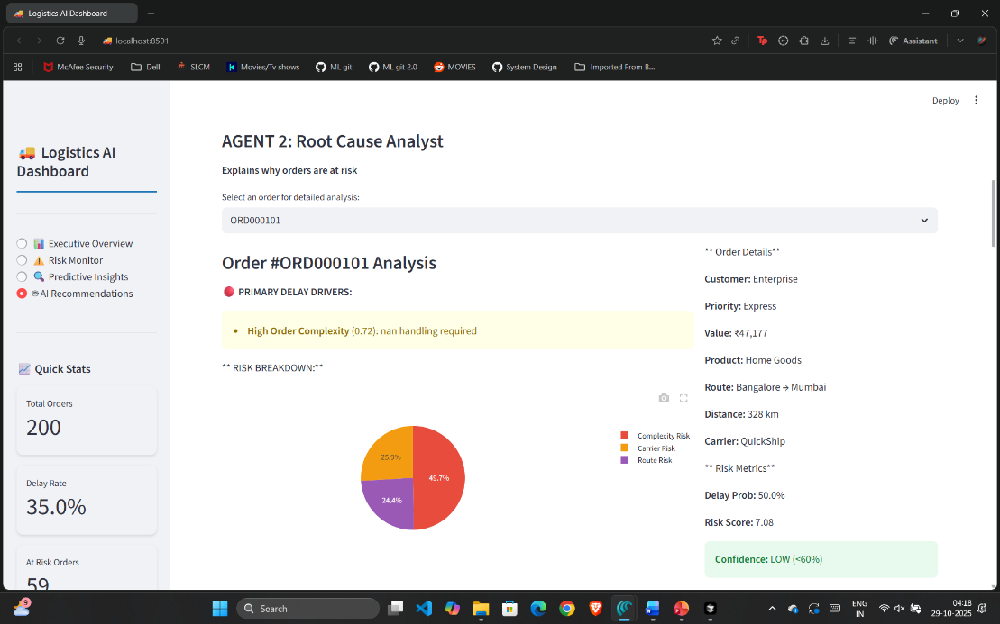 Logistics AI Dashboard
localhost:8501
Assistant
McAfee Security
Dell
SLCM
Movies/Tv shows
ML git
ML git 2.0
MOVIES
System Design
Imported From B...
Deploy
Logistics AI
Dashboard
Executive Overview
Risk Monitor
Predictive Insights
AI Recommendations
Quick Stats
Total Orders
200
Delay Rate
35.0%
At Risk Orders
59
AGENT 2: Root Cause Analyst
Explains why orders are at risk
Select an order for detailed analysis:
ORD000101
Order #ORD000101 Analysis
PRIMARY DELAY DRIVERS:
• High Order Complexity (0.72): nan handling required
** RISK BREAKDOWN:**
25.9%
49.7%
24.4%
Complexity Risk
Carrier Risk
Route Risk
** Order Details**
Customer: Enterprise
Priority: Express
Value: ₹47,177
Product: Home Goods
Route: Bangalore → Mumbai
Distance: 328 km
Carrier: QuickShip
** Risk Metrics**
Delay Prob: 50.0%
Risk Score: 7.08
Confidence: LOW (<60%)
9
Search
ENG
IN
04:18
29-10-2025